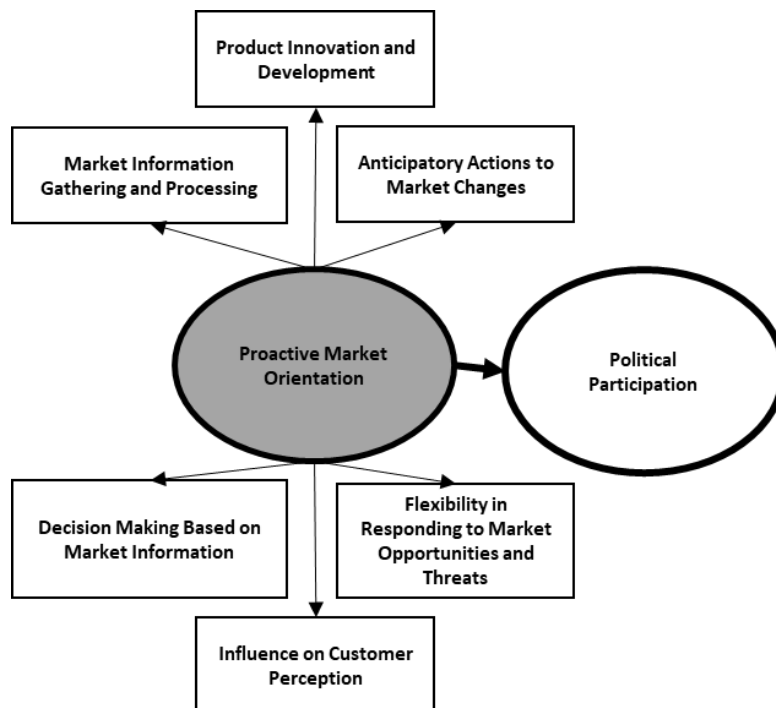 Product Innovation and
Development
Market Information
Gathering and Processing
Anticipatory Actions to
Market Changes
Proactive Market
Orientation
Political
Participation
Decision Making Based on
Market Information
Flexibility in
Responding to Market
Opportunities and
Threats
Influence on Customer
Perception